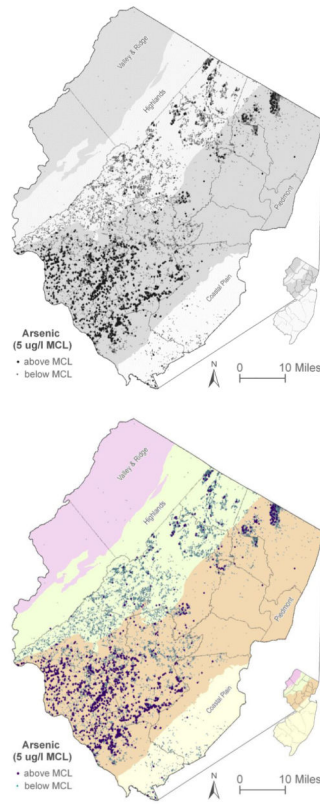 Valley & Ridge
Highlands
Piedmont
Coastal Plain
Arsenic
(5 ug/l MCL)
above MCL
below MCL
N
0 10 Miles
Valley & Ridge
Highlands
Piedmont
Coastal Plain
Arsenic
(5 ug/l MCL)
above MCL
below MCL
N
0 10 Miles